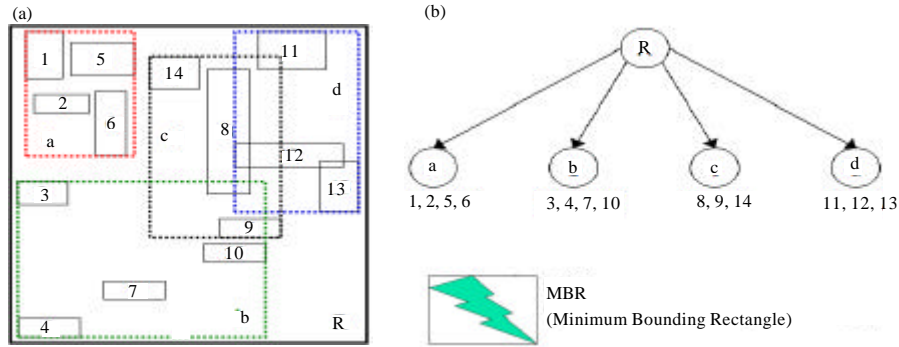 (a)
1
5
2
6
a
14
c
8
11
d
12
13
3
9
10
7
4
b
R
(b)
R
a
b
c
d
1, 2, 5, 6
3, 4, 7, 10
8, 9, 14
11, 12, 13
MBR
(Minimum Bounding Rectangle)